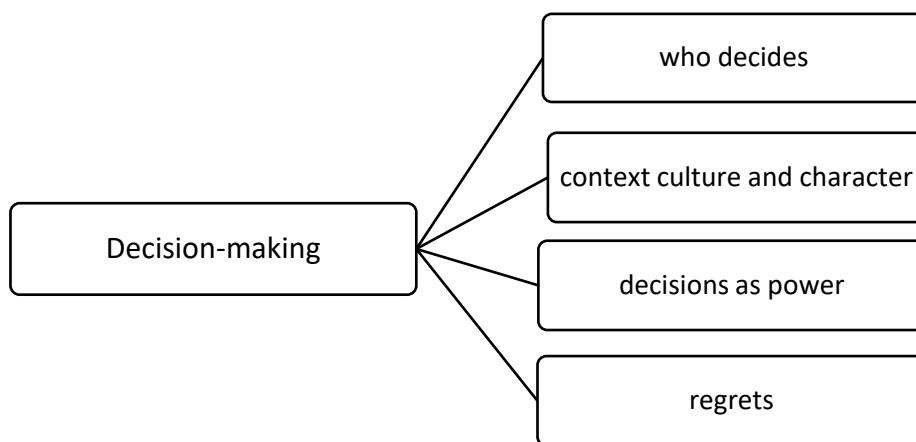 who decides
context culture and character
Decision-making
decisions as power
regrets